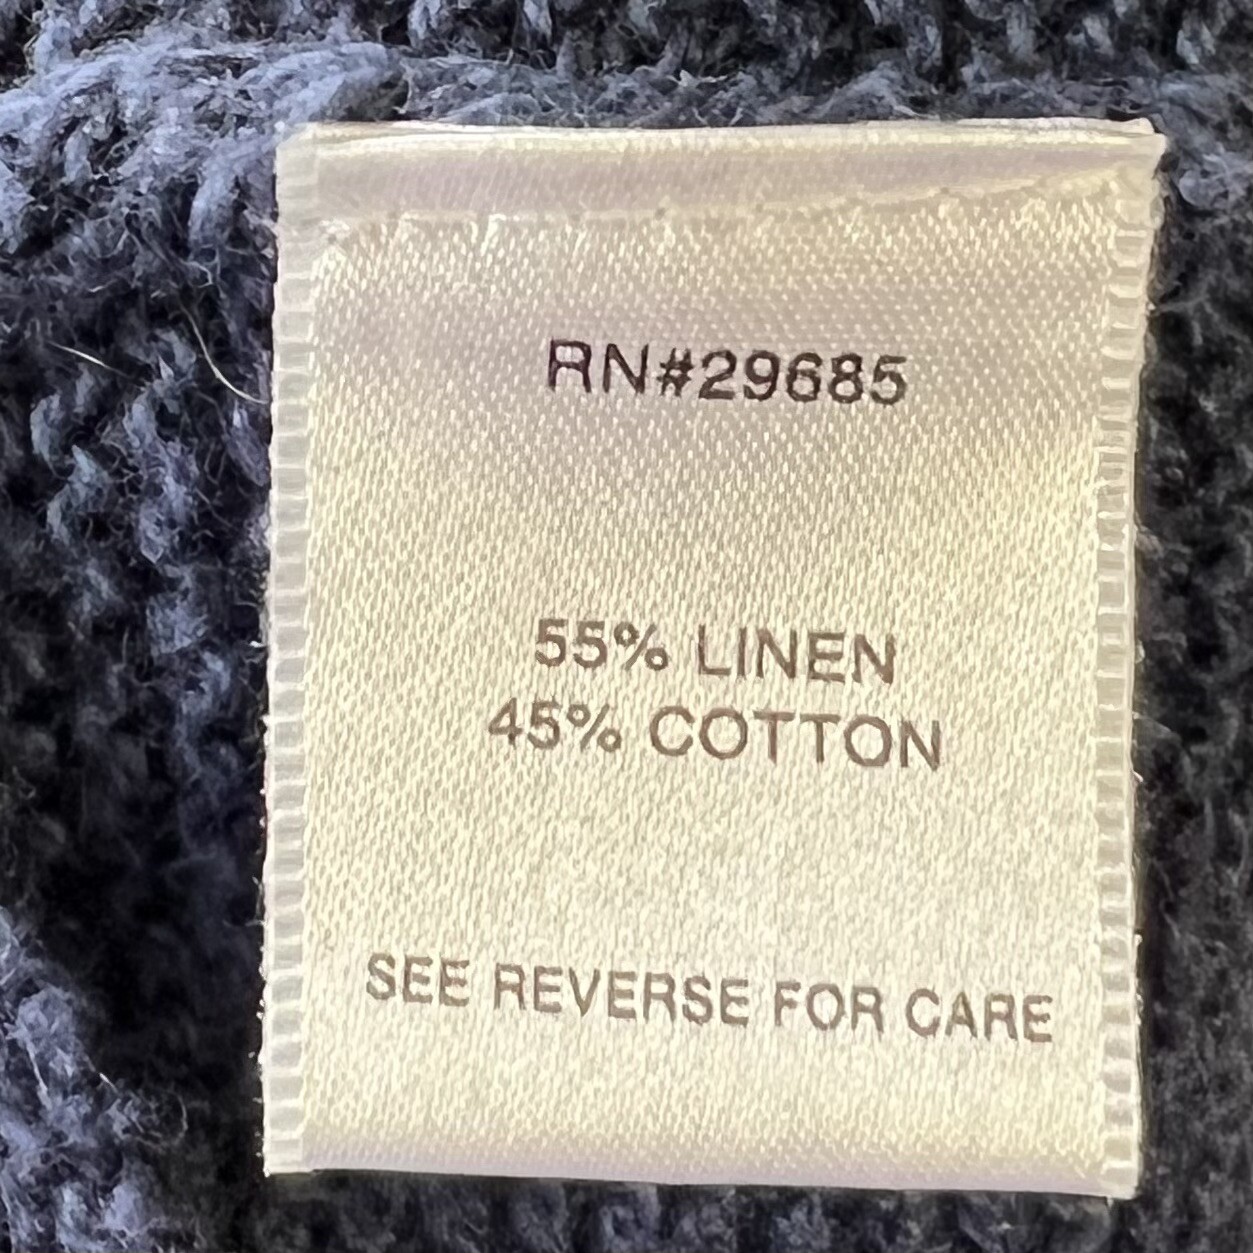 RN#29685
55% LINEN
45% COTTON
SEE REVERSE FOR CARE